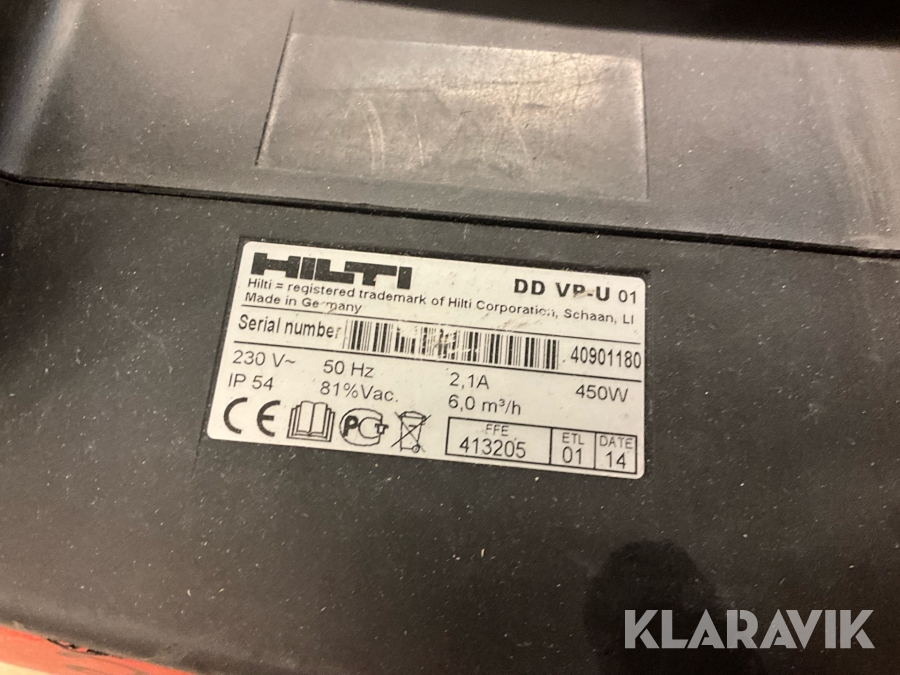 HILTI
DD VP-U 01
Hilti = registered trademark of Hilti Corporation, Schaan, LI
Made in Germany
Serial number 40901180
230 V~ 50 Hz 2,1A 450W
IP 54 81%Vac. 6,0 m³/h
CE PCT FFE 413205 ETL 01 DATE 14
KLARAVIK